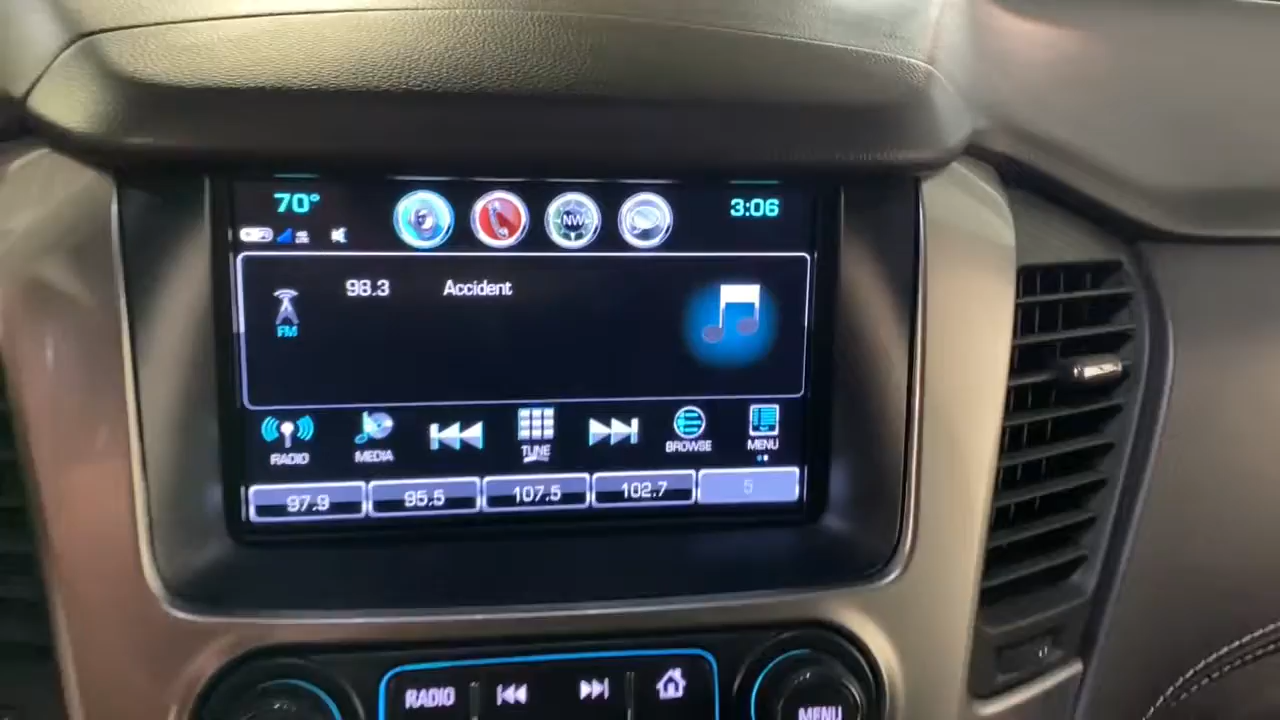 70°
NW
3:06
98.3 Accident
FM
RADIO
MEDIA
TUNE
BROWSE
MENU
97.9
95.5
107.5
102.7
5
RADIO
MENU